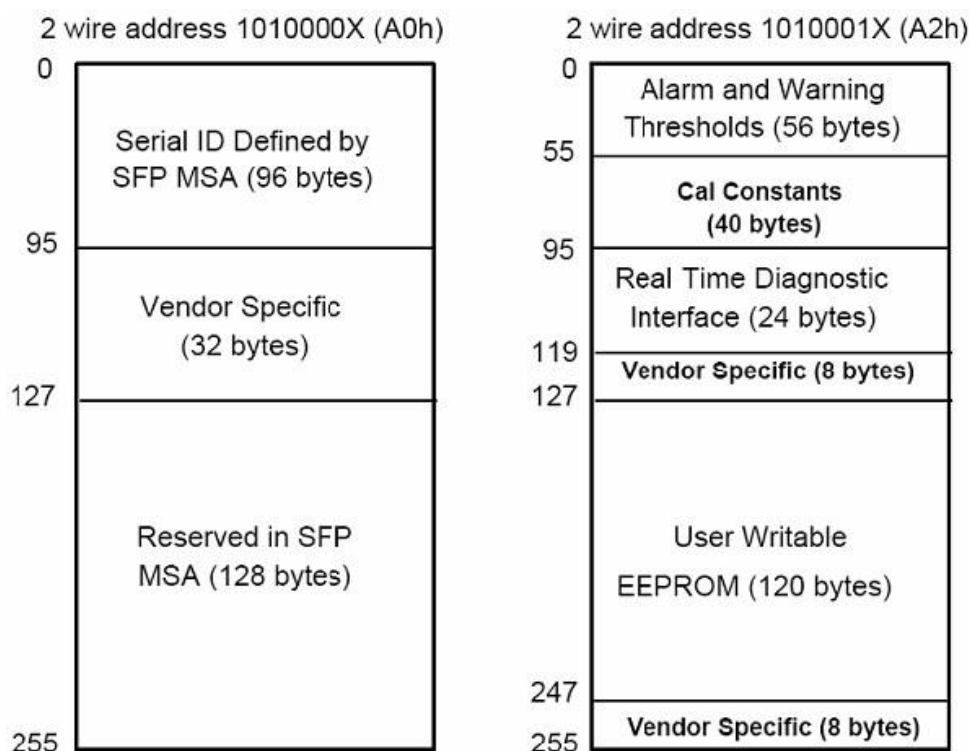 2 wire address 1010000X (A0h)
0
Serial ID Defined by
SFP MSA (96 bytes)
95
Vendor Specific
(32 bytes)
127
Reserved in SFP
MSA (128 bytes)
255
2 wire address 1010001X (A2h)
0
Alarm and Warning
Thresholds (56 bytes)
55
Cal Constants
(40 bytes)
95
Real Time Diagnostic
Interface (24 bytes)
119
Vendor Specific (8 bytes)
127
User Writable
EEPROM (120 bytes)
247
Vendor Specific (8 bytes)
255